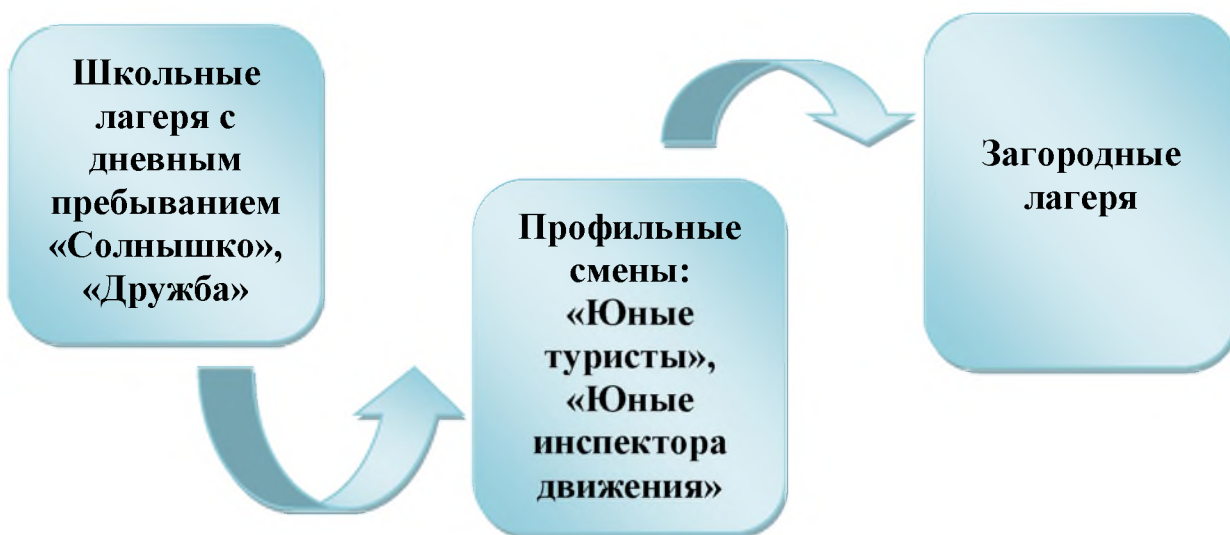 Школьные
лагеря с
дневным
пребыванием
«Солнышко»,
«Дружба»
Профильные
смены:
«Юные
туристы»,
«Юные
инспектора
движения»
Загородные
лагеря